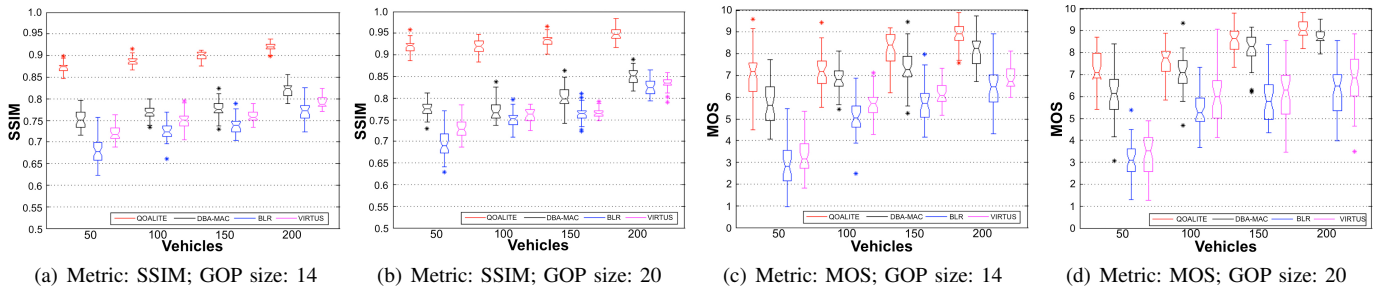 SSIM
1
0.95
0.9
0.85
0.8
0.75
0.7
0.65
0.6
0.55
0.5
QOALITE DBA-MAC BLR VIRTUS
50 100 150 200
Vehicles
(a) Metric: SSIM; GOP size: 14
SSIM
1
0.95
0.9
0.85
0.8
0.75
0.7
0.65
0.6
0.55
0.5
QOALITE DBA-MAC BLR VIRTUS
50 100 150 200
Vehicles
(b) Metric: SSIM; GOP size: 20
MOS
10
9
8
7
6
5
4
3
2
1
0
QOALITE DBA-MAC BLR VIRTUS
50 100 150 200
Vehicles
(c) Metric: MOS; GOP size: 14
MOS
10
9
8
7
6
5
4
3
2
1
0
QOALITE DBA-MAC BLR VIRTUS
50 100 150 200
Vehicles
(d) Metric: MOS; GOP size: 20